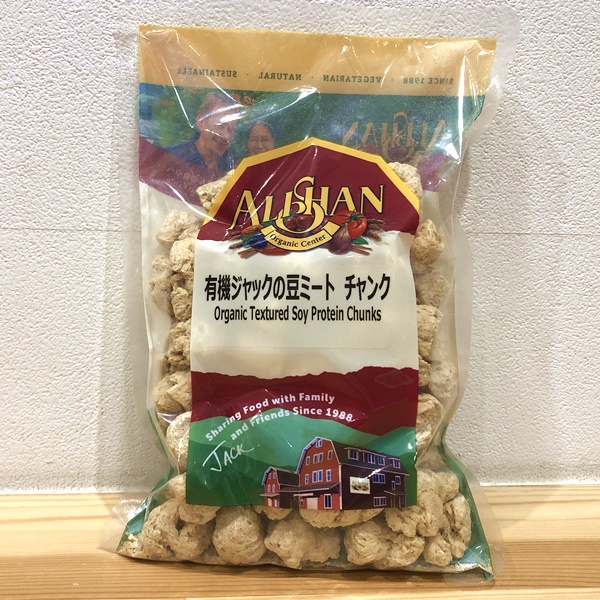 SINCE 1988 · VEGETARIAN · NATURAL · SUSTAINABLE
ALISHAN
ALISHAN
Organic Center
有機ジャックの豆ミート チャンク
Organic Textured Soy Protein Chunks
Sharing Food with Family
and Friends Since 1988
JACK